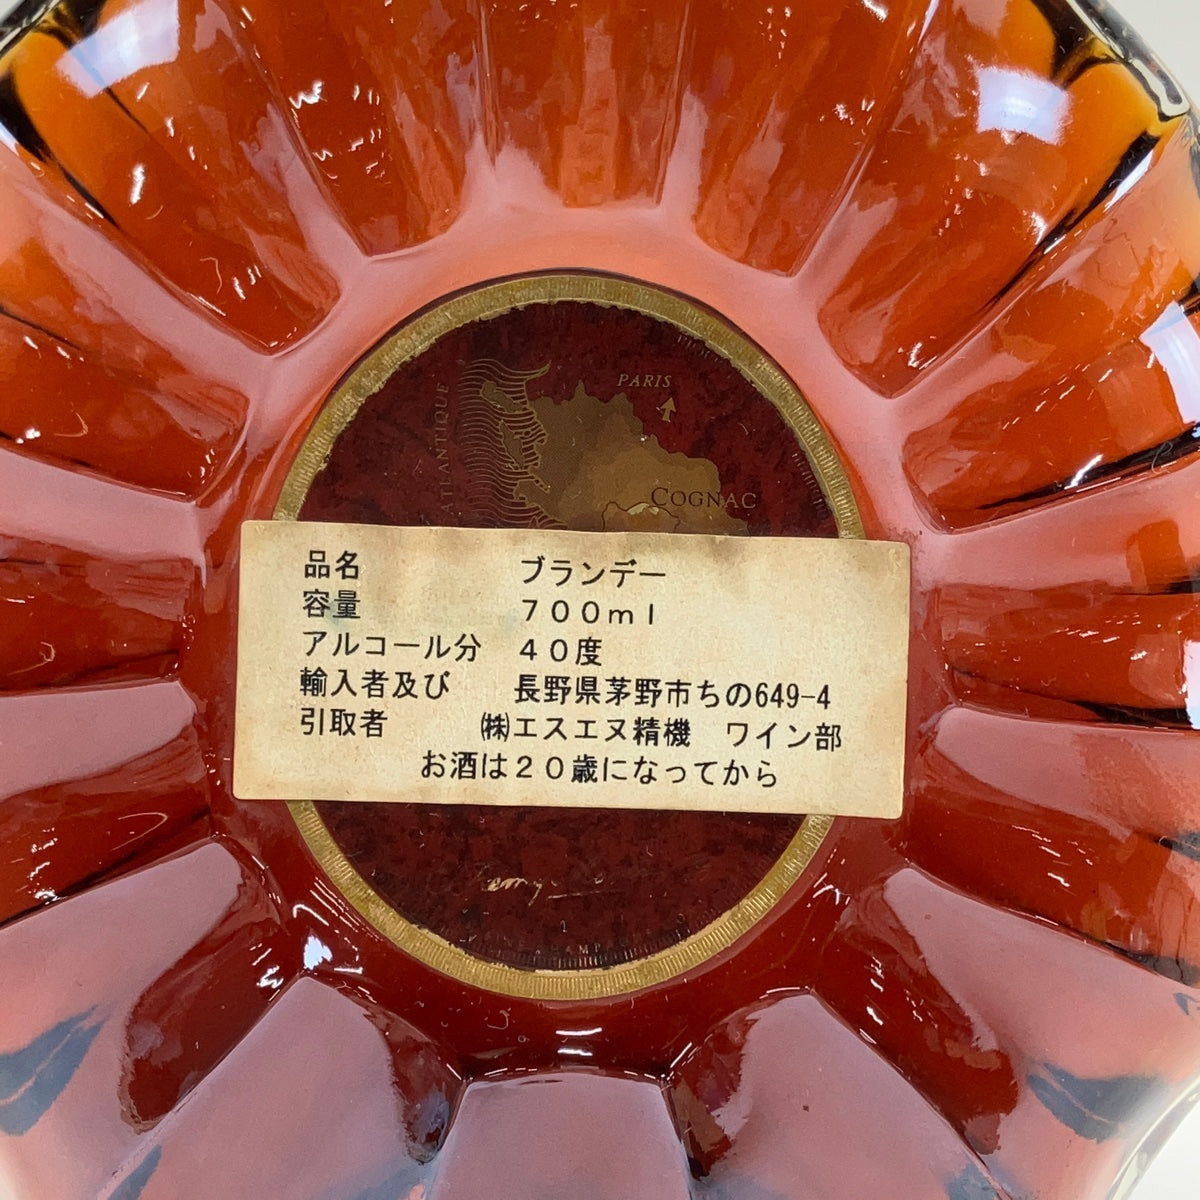 PARIS
ATLANTIQUE
COGNAC
品名 ブランデー
容量 700ml
アルコール分 40度
輸入者及び 長野県茅野市ちの649-4
引取者 ㈱エスエヌ精機 ワイン部
お酒は20歳になってから